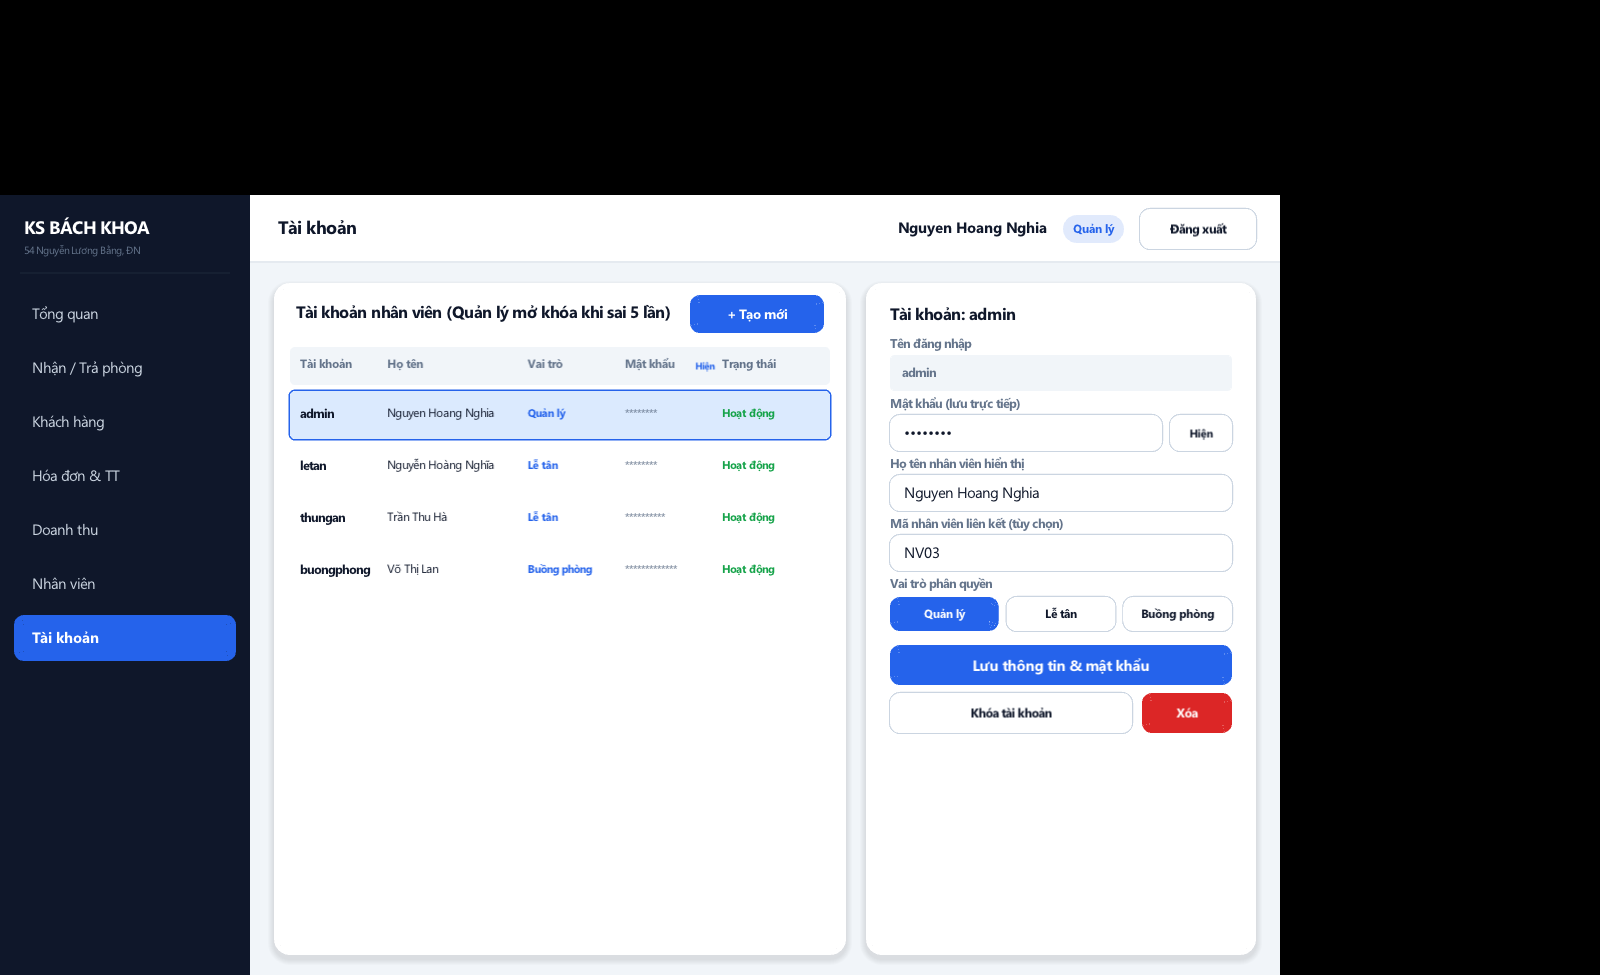 KS BÁCH KHOA
54 Nguyễn Lương Bằng, ĐN
Tổng quan
Nhận / Trả phòng
Khách hàng
Hóa đơn & TT
Doanh thu
Nhân viên
Tài khoản
Tài khoản
Nguyen Hoang Nghia
Quản lý
Đăng xuất
Tài khoản nhân viên (Quản lý mở khóa khi sai 5 lần)
+ Tạo mới
Tài khoản Họ tên Vai trò Mật khẩu Hiện Trạng thái
admin Nguyen Hoang Nghia Quản lý ******** Hoạt động
letan Nguyễn Hoàng Nghĩa Lễ tân ******** Hoạt động
thungan Trần Thu Hà Lễ tân ********** Hoạt động
buongphong Võ Thị Lan Buồng phòng ************* Hoạt động
Tài khoản: admin
Tên đăng nhập
admin
Mật khẩu (lưu trực tiếp)
••••••••
Hiện
Họ tên nhân viên hiển thị
Nguyen Hoang Nghia
Mã nhân viên liên kết (tùy chọn)
NV03
Vai trò phân quyền
Quản lý Lễ tân Buồng phòng
Lưu thông tin & mật khẩu
Khóa tài khoản Xóa